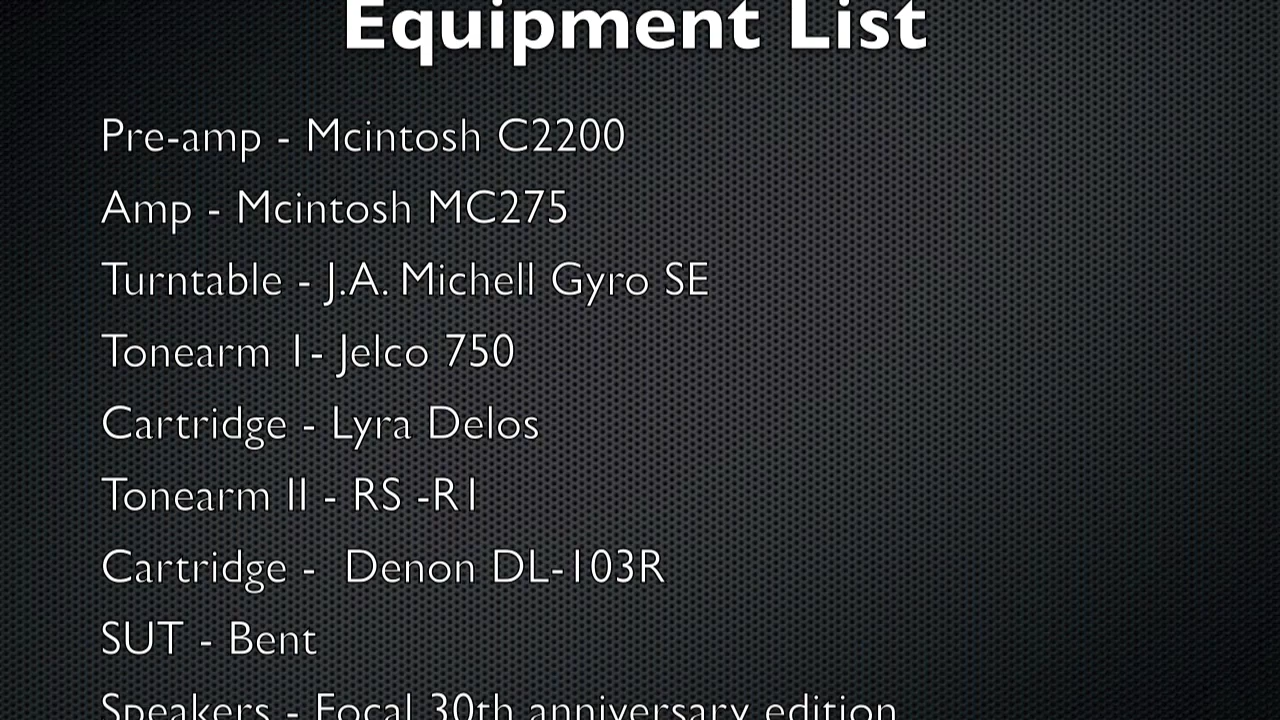 Equipment List
Pre-amp - Mcintosh C2200
Amp - Mcintosh MC275
Turntable - J.A. Michell Gyro SE
Tonearm I- Jelco 750
Cartridge - Lyra Delos
Tonearm II - RS -R1
Cartridge -  Denon DL-103R
SUT - Bent
Speakers - Focal 30th anniversary edition